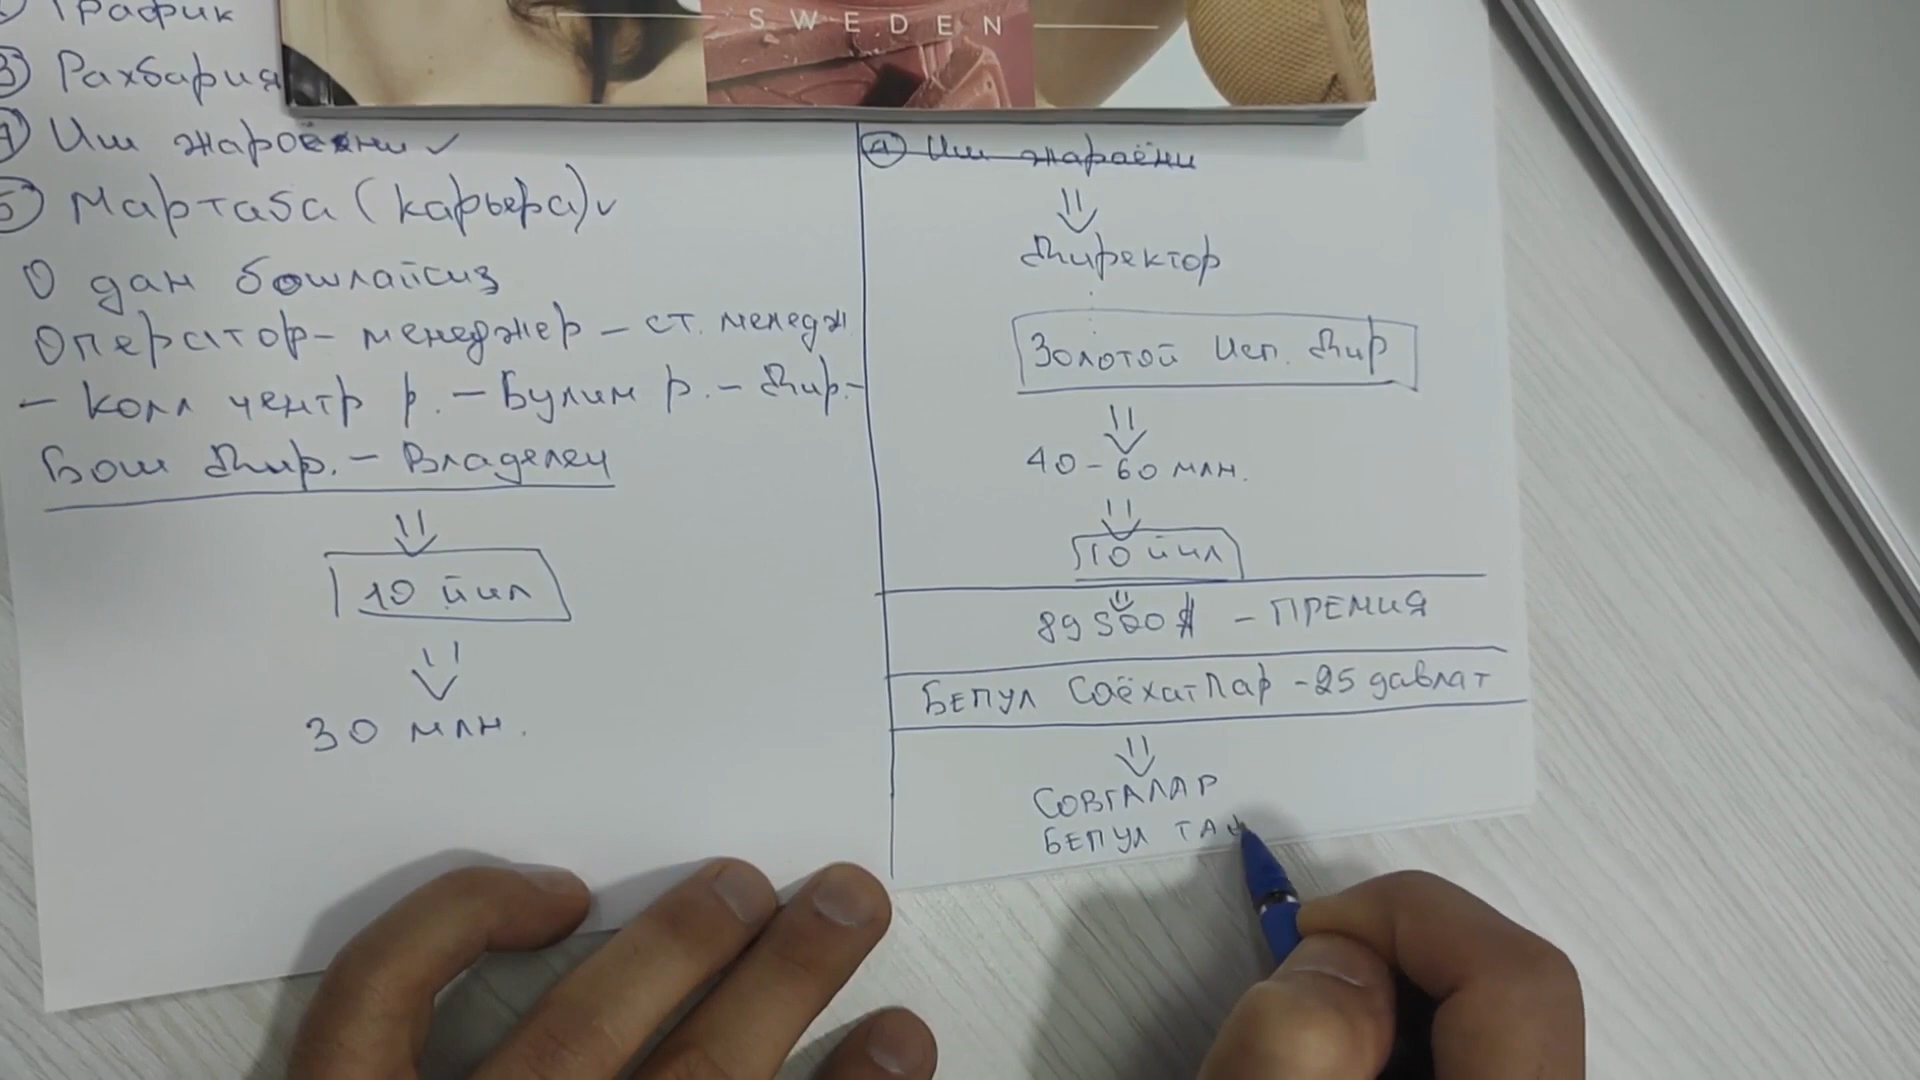 График
SWEDEN
③ Рахбария
④ Иш жароёни ✓
⑤ Мартаба (карьера) ✓
0 дан бошлайсиз
Оператор - менеджер - ст. менедж
- Колл центр р. - Булим р. - Дир. -
Бош Дир. - Владелец
10 йил
30 млн.
④ Иш жараёни
Директор
Золотой Исп. Дир
40-60 млн.
10 йил
89 500 $ - ПРЕМИЯ
БЕПУЛ СаёхатЛар - 25 давлат
СОВГАЛАР
БЕПУЛ ТА